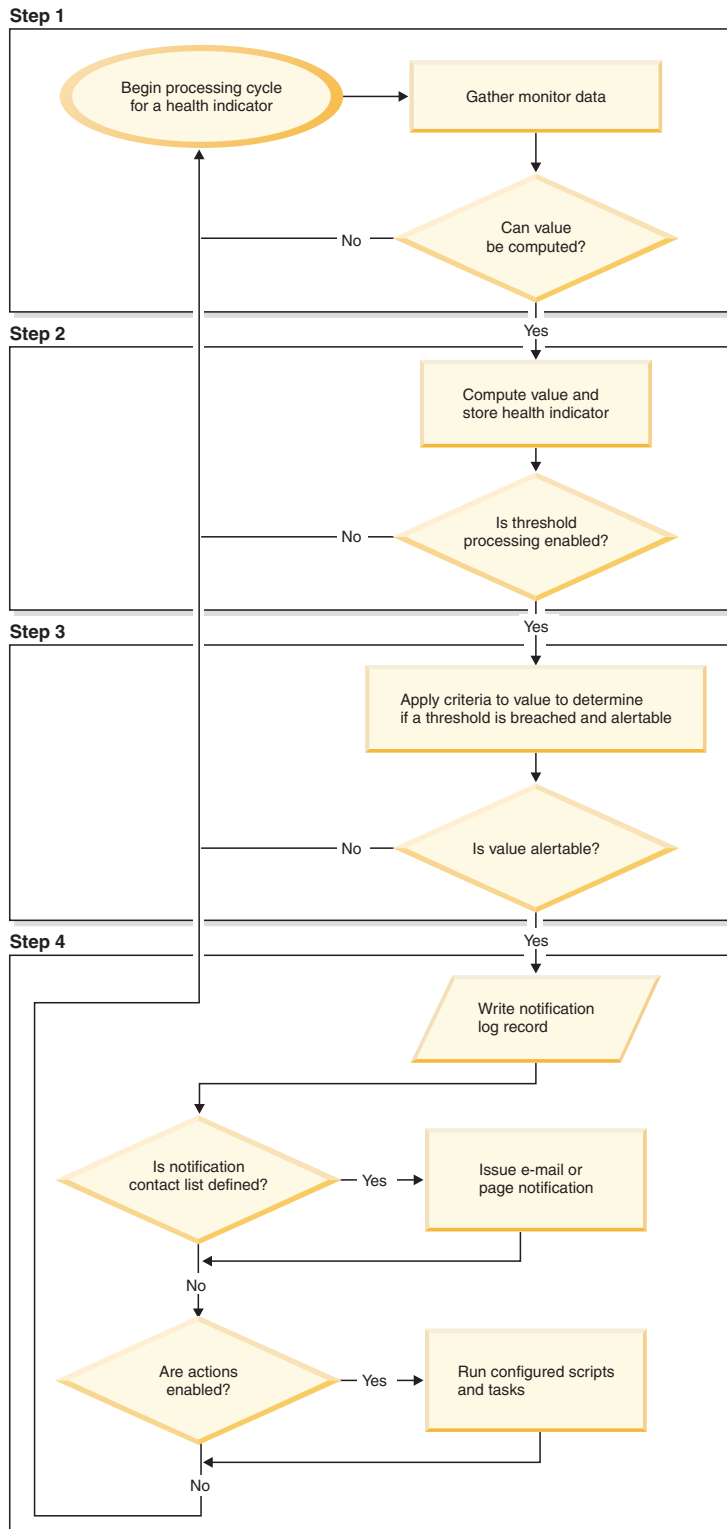 Step 1
Begin processing cycle
for a health indicator
Gather monitor data
Can value
be computed?
No
Yes
Step 2
Compute value and
store health indicator
Is threshold
processing enabled?
No
Yes
Step 3
Apply criteria to value to determine
if a threshold is breached and alertable
Is value alertable?
No
Yes
Step 4
Write notification
log record
Is notification
contact list defined?
Yes
Issue e-mail or
page notification
No
Are actions
enabled?
Yes
Run configured scripts
and tasks
No